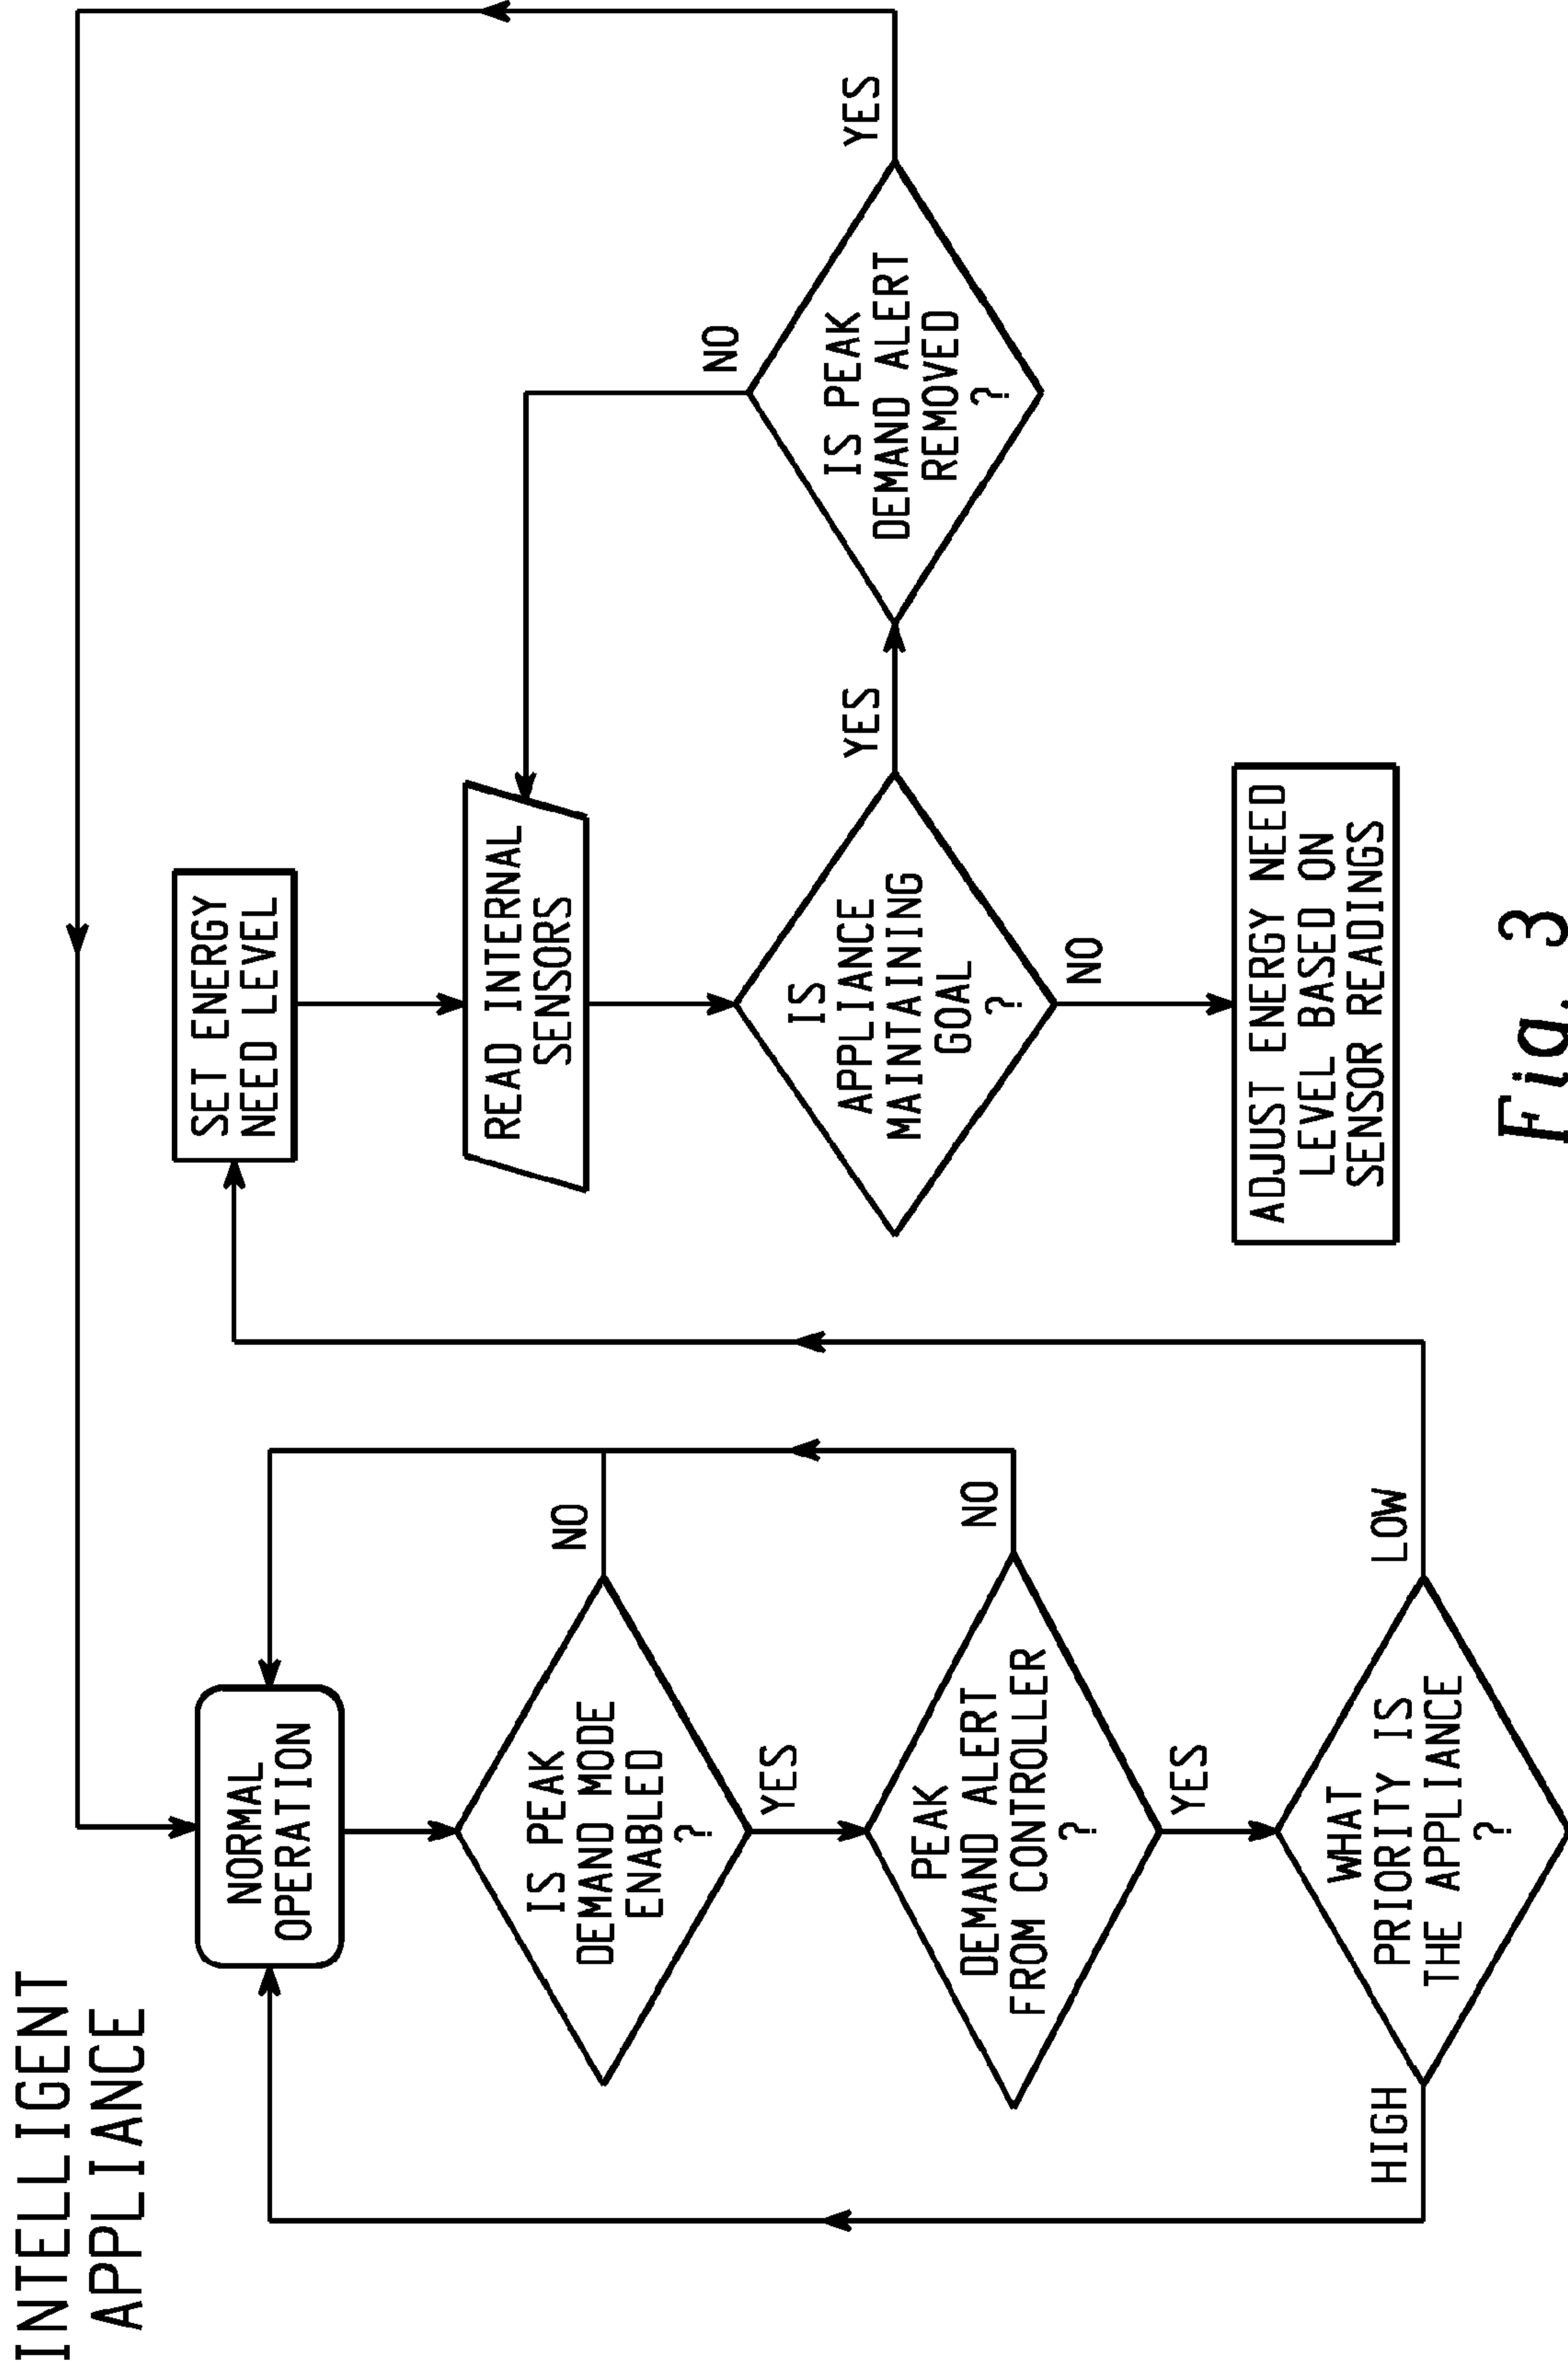 INTELLIGENT
APPLIANCE
NORMAL
OPERATION
IS PEAK
DEMAND MODE
ENABLED
?
NO
YES
PEAK
DEMAND ALERT
FROM CONTROLLER
?
NO
YES
WHAT
PRIORITY IS
THE APPLIANCE
?
HIGH
LOW
SET ENERGY
NEED LEVEL
READ INTERNAL
SENSORS
IS
APPLIANCE
MAINTAINING
GOAL
?
YES
NO
ADJUST ENERGY NEED
LEVEL BASED ON
SENSOR READINGS
IS PEAK
DEMAND ALERT
REMOVED
?
NO
YES
Fig. 3